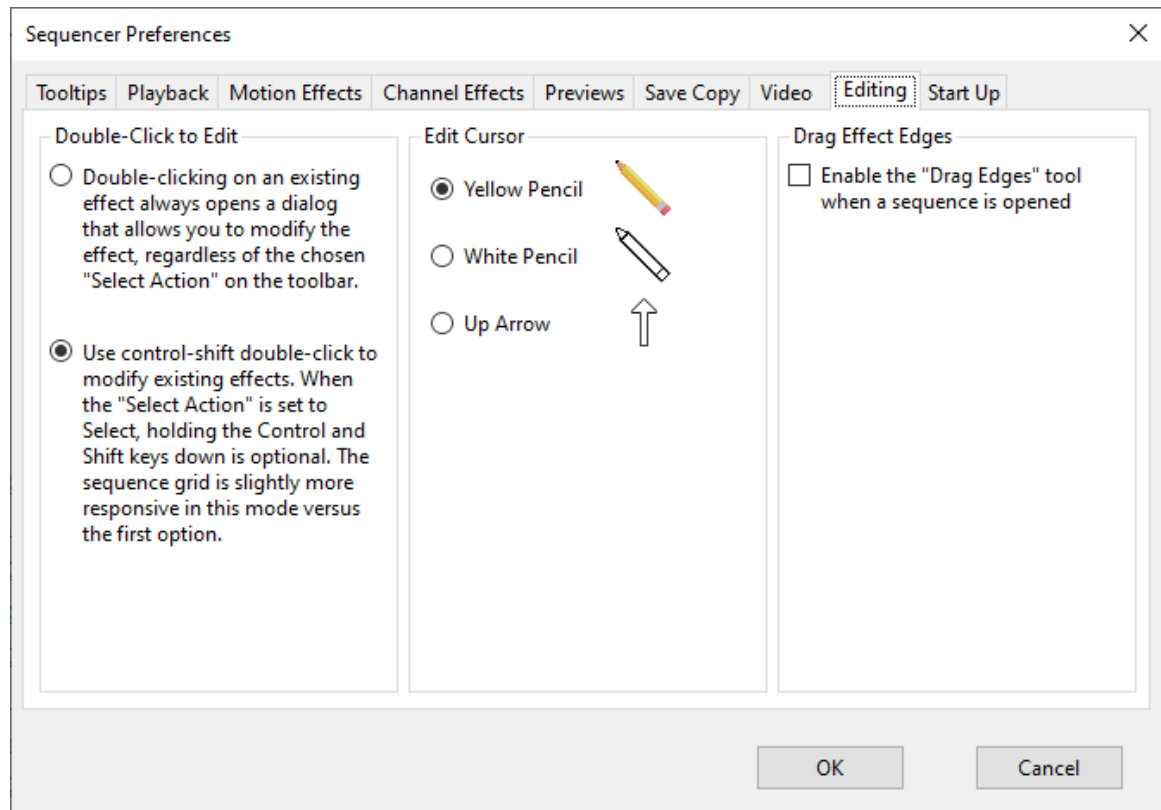 Sequencer Preferences
Tooltips Playback Motion Effects Channel Effects Previews Save Copy Video Editing Start Up
Double-Click to Edit
Double-clicking on an existing
effect always opens a dialog
that allows you to modify the
effect, regardless of the chosen
"Select Action" on the toolbar.
Use control-shift double-click to
modify existing effects. When
the "Select Action" is set to
Select, holding the Control and
Shift keys down is optional. The
sequence grid is slightly more
responsive in this mode versus
the first option.
Edit Cursor
Yellow Pencil
White Pencil
Up Arrow
Drag Effect Edges
Enable the "Drag Edges" tool
when a sequence is opened
OK Cancel